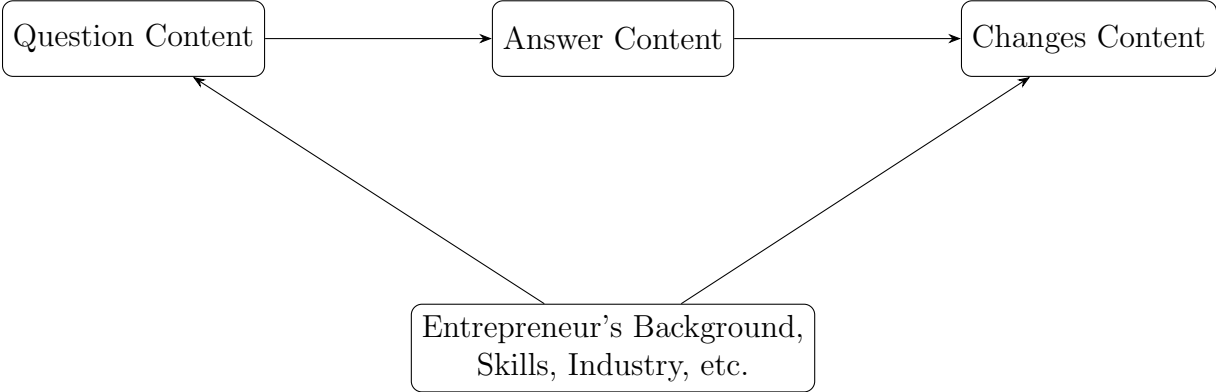 Question Content
Answer Content
Changes Content
Entrepreneur's Background,
Skills, Industry, etc.